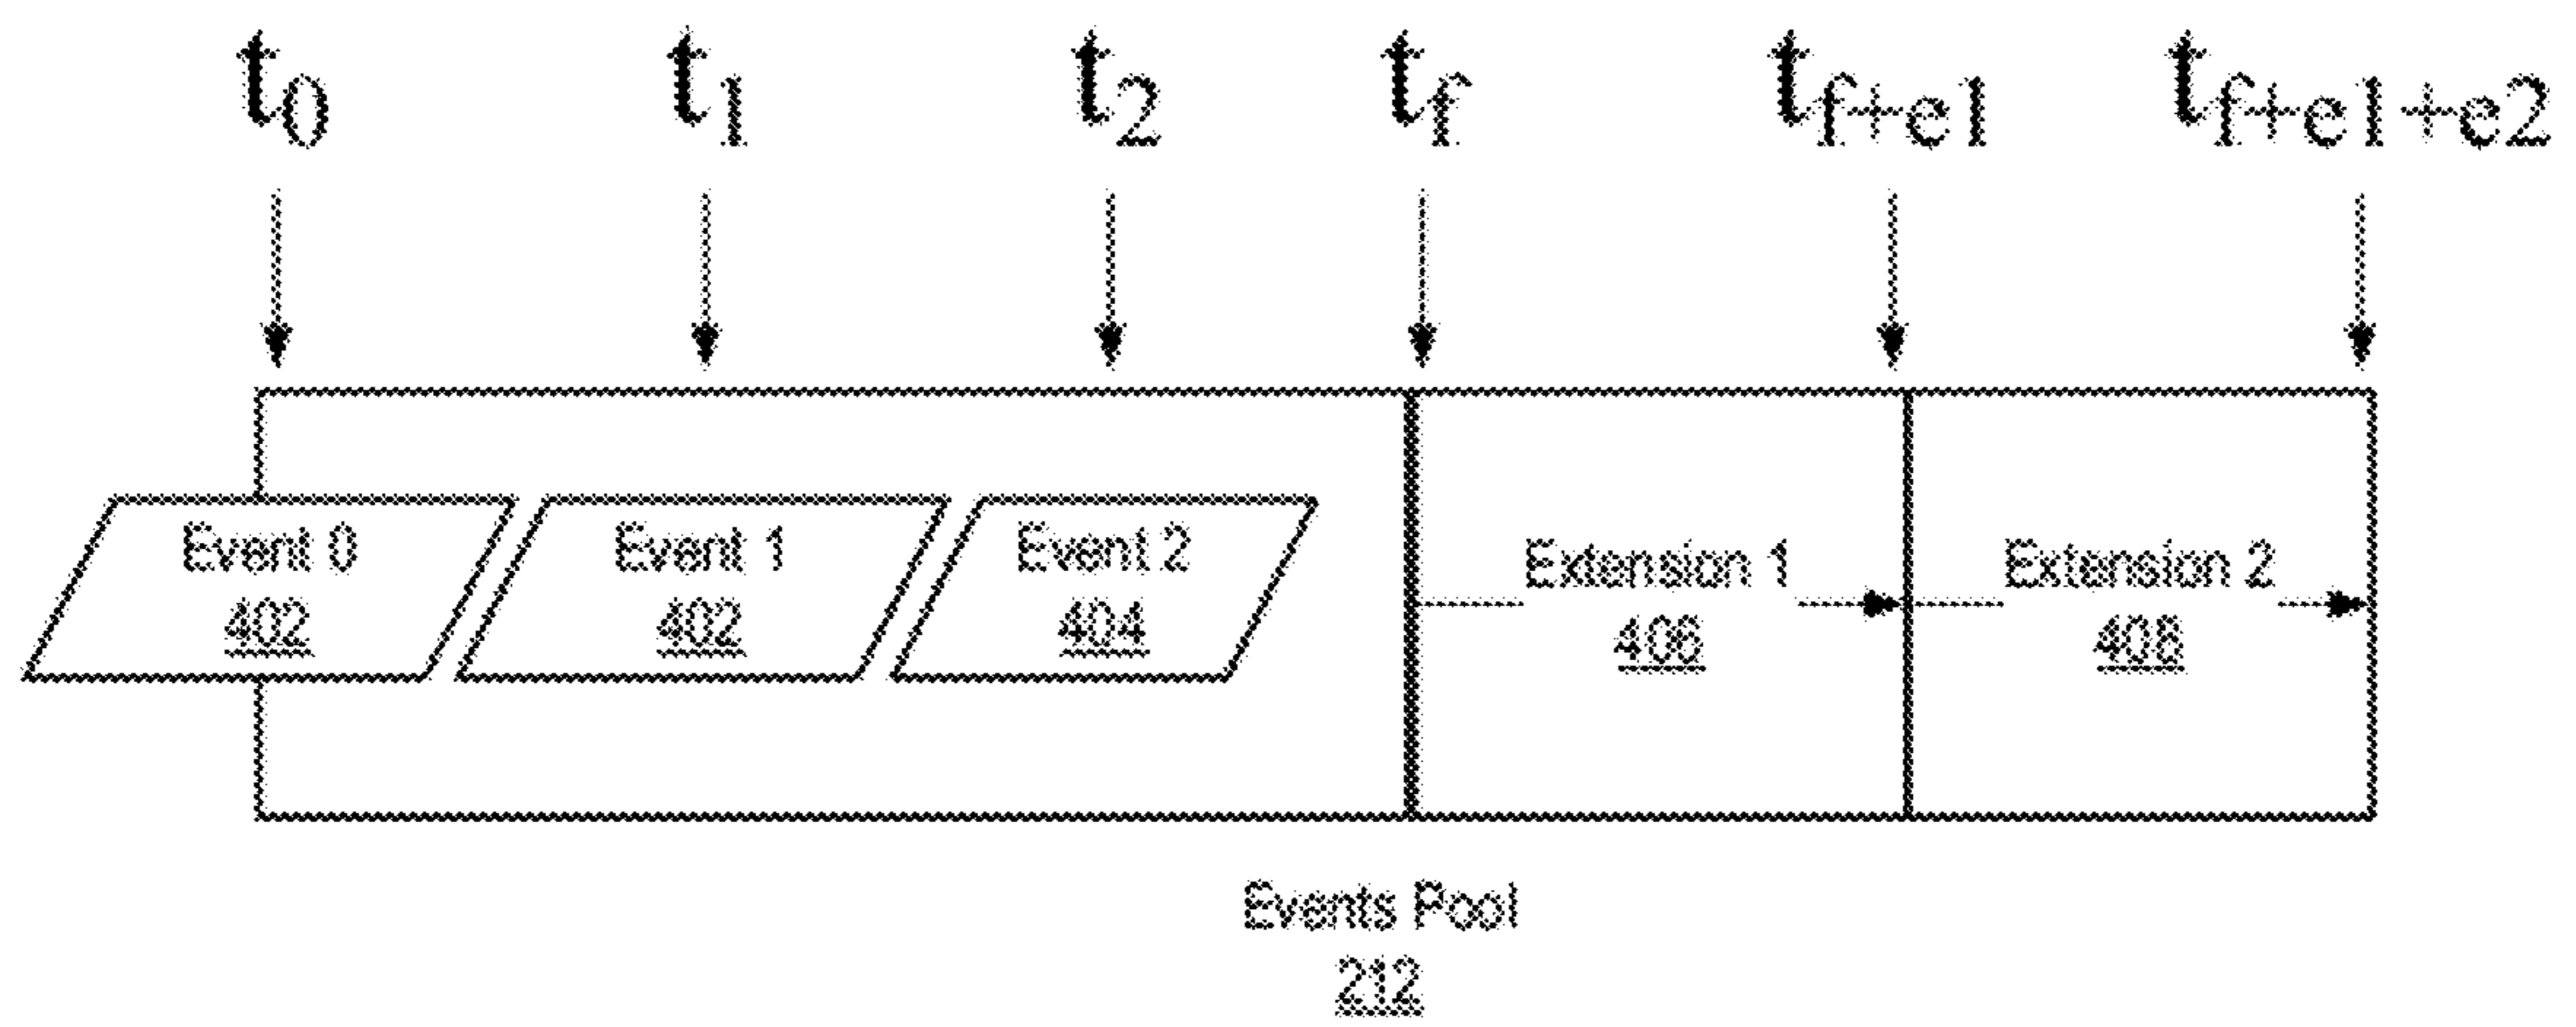 t0 t1 t2 tf tf+e1 tf+e1+e2
Event 0
402
Event 1
402
Event 2
404
Extension 1
406
Extension 2
408
Events Pool
212